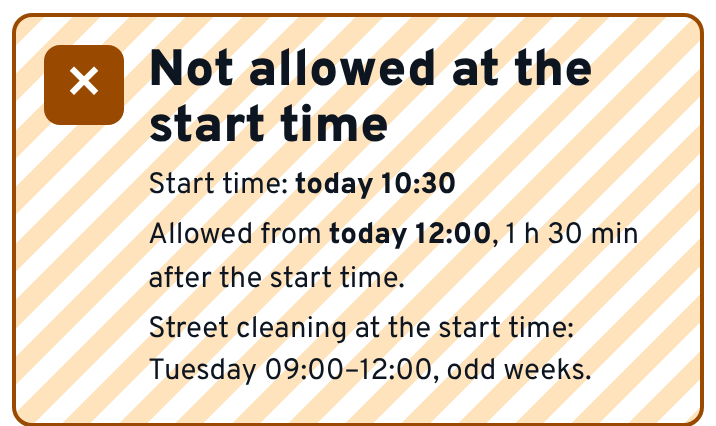 Not allowed at the
start time
Start time: today 10:30
Allowed from today 12:00, 1 h 30 min
after the start time.
Street cleaning at the start time:
Tuesday 09:00–12:00, odd weeks.